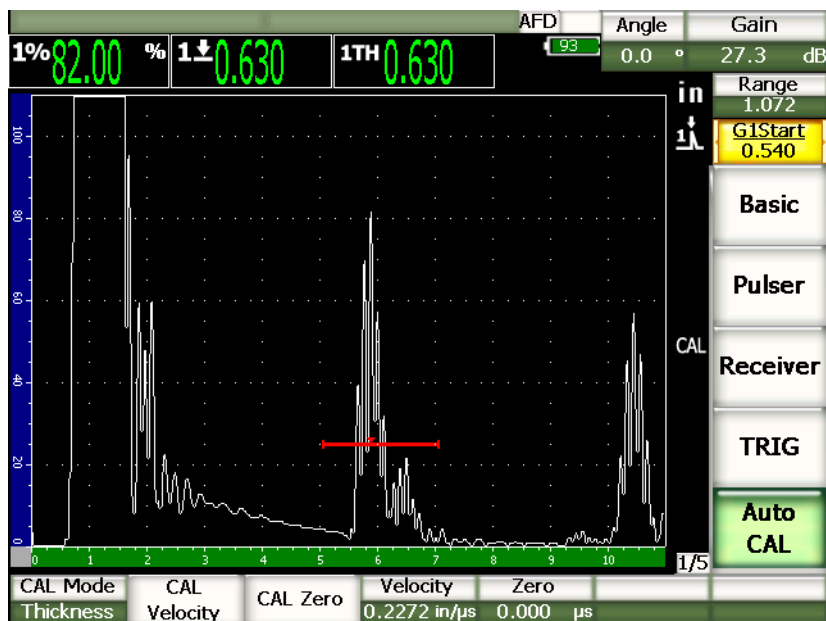 AFD
Angle
Gain
1% 82.00 %
1 0.630
1TH 0.630
93
0.0 °
27.3 dB
in
Range
1.072
1
G1Start
0.540
100
80
60
40
20
0
Basic
Pulser
CAL
Receiver
TRIG
Auto
CAL
0 1 2 3 4 5 6 7 8 9 10
1/5
CAL Mode
Thickness
CAL
Velocity
CAL Zero
Velocity
0.2272 in/µs
Zero
0.000 µs